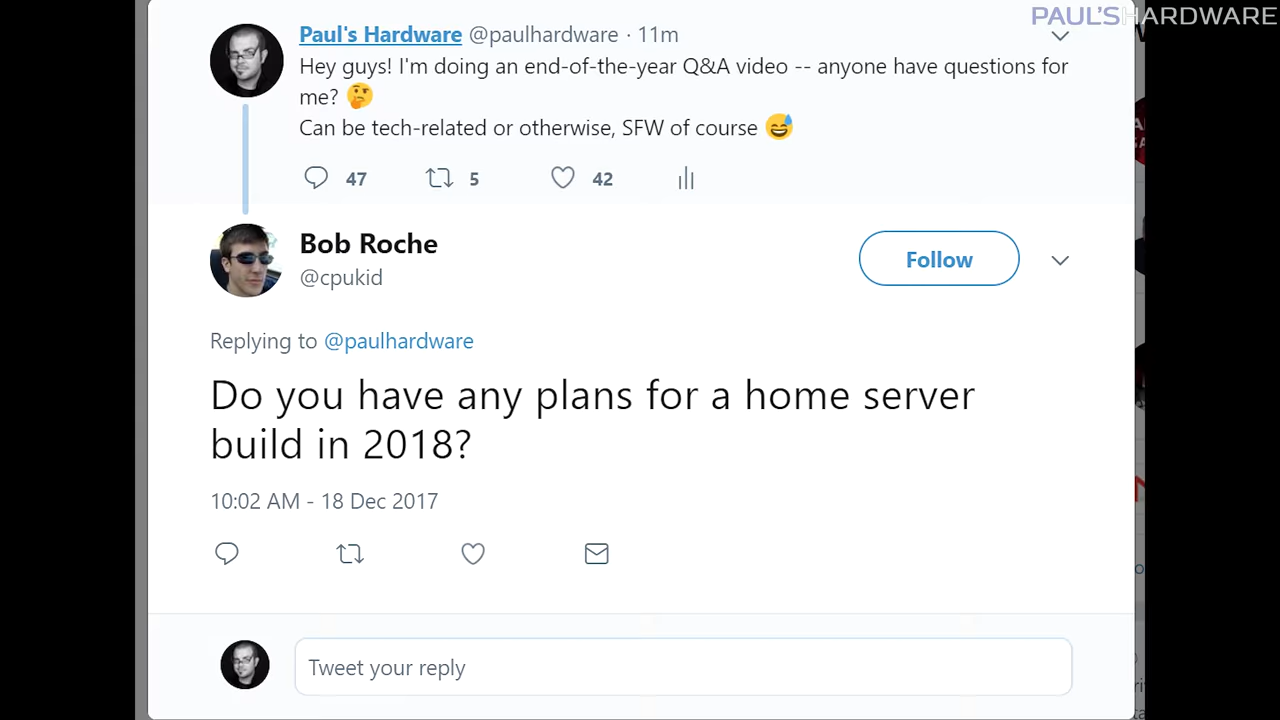 PAUL'SHARDWARE
Paul's Hardware @paulhardware · 11m
Hey guys! I'm doing an end-of-the-year Q&A video -- anyone have questions for
me? 🤔
Can be tech-related or otherwise, SFW of course 😅
47 5 42
Bob Roche
@cpukid
Follow
Replying to @paulhardware
Do you have any plans for a home server
build in 2018?
10:02 AM - 18 Dec 2017
Tweet your reply